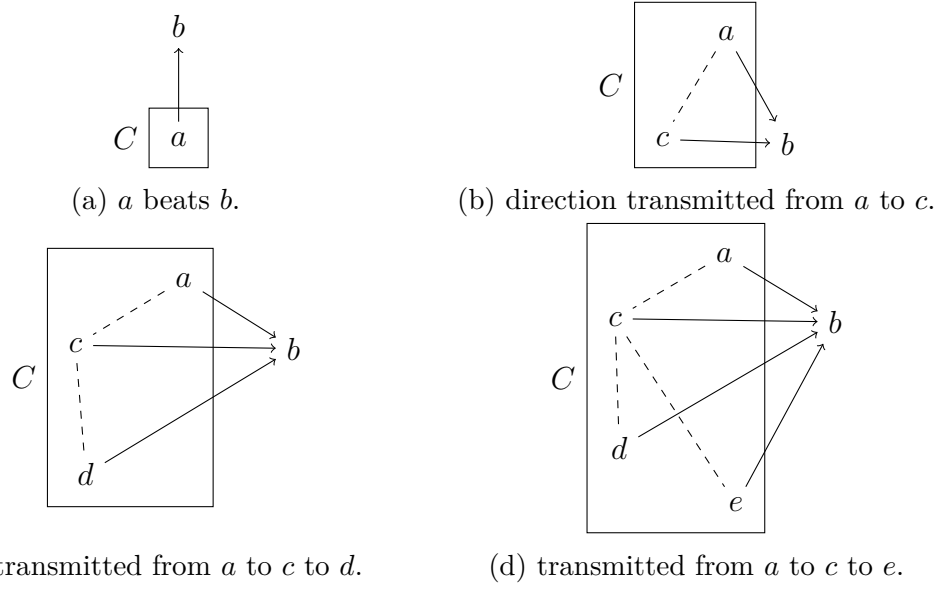 b
C a
(a) a beats b.
a
C
c b
(b) direction transmitted from a to c.
a
c b
C
d
transmitted from a to c to d.
a
c b
C
d
e
(d) transmitted from a to c to e.